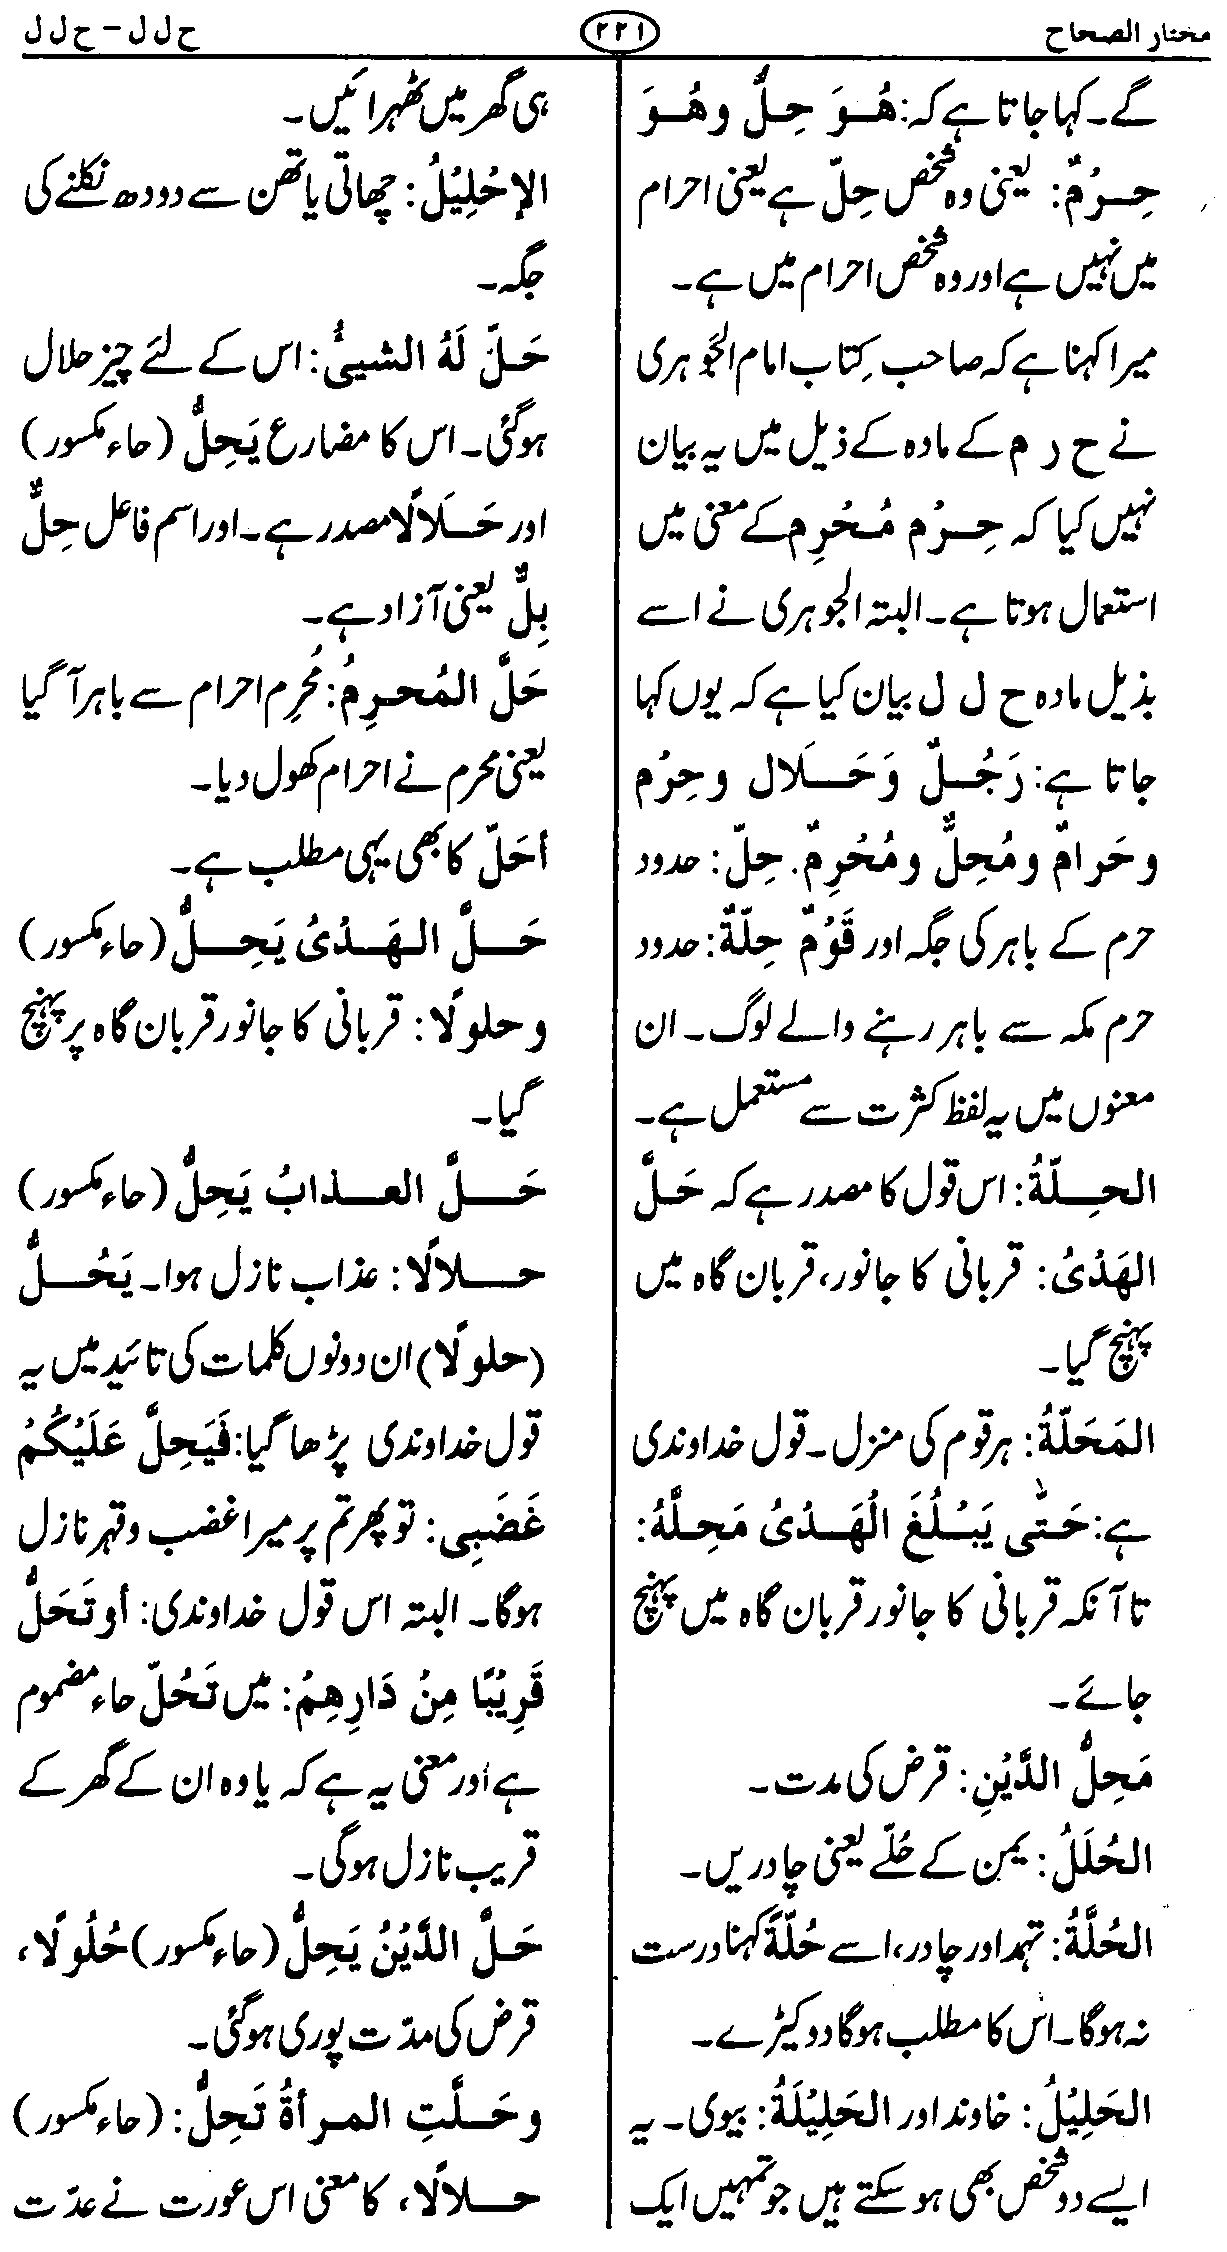 مختار الصحاح
۲۲۱
ح ل ل – ح ل ل
گے۔ کہا جاتا ہے کہ: هُوَ حِلٌّ وهُوَ
حِرْمٌ: یعنی وہ شخص حِلّ ہے یعنی احرام
میں نہیں ہے اور وہ شخص احرام میں ہے۔
میرا کہنا ہے کہ صاحب کتاب امام الجَوہری
نے ح ر م کے مادہ کے ذیل میں یہ بیان
نہیں کیا کہ حِرْم مُحْرِم کے معنی میں
استعمال ہوتا ہے۔ البتہ الجوہری نے اسے
بذیل مادہ ح ل ل بیان کیا ہے کہ یوں کہا
جاتا ہے: رَجُلٌ وَحَلَال وحِرْم
وحَرامٌ ومُحِلٌّ ومُحْرِمٌ. حِلّ: حدود
حرم کے باہر کی جگہ اور قَوْمٌ حِلّةٌ: حدود
حرم مکہ سے باہر رہنے والے لوگ۔ ان
معنوں میں یہ لفظ کثرت سے مستعمل ہے۔
الحِلّةُ: اس قول کا مصدر ہے کہ حَلَّ
الهَدْیُ: قربانی کا جانور، قربان گاہ میں
پہنچ گیا۔
المَحَلّةُ: ہر قوم کی منزل۔ قول خداوندی
ہے: حَتّٰى يَبْلُغَ الْهَدْیُ مَحِلَّهُ:
تا آنکہ قربانی کا جانور قربان گاہ میں پہنچ
جائے۔
مَحِلُّ الدَّيْنِ: قرض کی مدت۔
الحُلَلُ: یمن کے حُلّے یعنی چادریں۔
الحُلَّةُ: تہمد اور چادر، اسے حُلّةً کہنا درست
نہ ہوگا۔ اس کا مطلب ہوگا دو کپڑے۔
الحَلِيْلُ: خاوند اور الحَلِيْلَةُ: بیوی۔ یہ
ایسے دو شخص بھی ہو سکتے ہیں جو تمہیں ایک
ہی گھر میں ٹھہرائیں۔
الإحْلِيْلُ: چھاتی یا تھن سے دودھ نکلنے کی
جگہ۔
حَلّ لَهُ الشيئُ: اس کے لئے چیز حلال
ہوگئی۔ اس کا مضارع يَحِلُّ (حاء مکسور)
اور حَلَالًا مصدر ہے۔ اور اسم فاعل حِلٌّ
بِلٌّ یعنی آزاد ہے۔
حَلَّ المُحرِمُ: مُحرِم احرام سے باہر آگیا
یعنی محرم نے احرام کھول دیا۔
أحَلّ کا بھی یہی مطلب ہے۔
حَلَّ الهَدْیُ يَحِلُّ (حاء مکسور)
وحلولًا: قربانی کا جانور قربان گاہ پر پہنچ
گیا۔
حَلَّ العذابُ يَحِلُّ (حاء مکسور)
حلالًا: عذاب نازل ہوا۔ يَحُلُّ
(حلولًا) ان دونوں کلمات کی تائید میں یہ
قول خداوندی پڑھا گیا: فَيَحِلَّ عَلَيْكُمْ
غَضَبِی: تو پھر تم پر میرا غضب و قہر نازل
ہوگا۔ البتہ اس قول خداوندی: أو تَحَلُّ
قَرِيْبًا مِنْ دَارِهِمْ: میں تَحُلّ حاء مضموم
ہے اور معنی یہ ہے کہ یا وہ ان کے گھر کے
قریب نازل ہوگی۔
حَلَّ الدَّيْنُ يَحِلُّ (حاء مکسور) حُلُولًا،
قرض کی مدّت پوری ہوگئی۔
وحَلَّتِ المرأةُ تَحِلُّ: (حاء مکسور)
حلالًا، کا معنی اس عورت نے عدّت